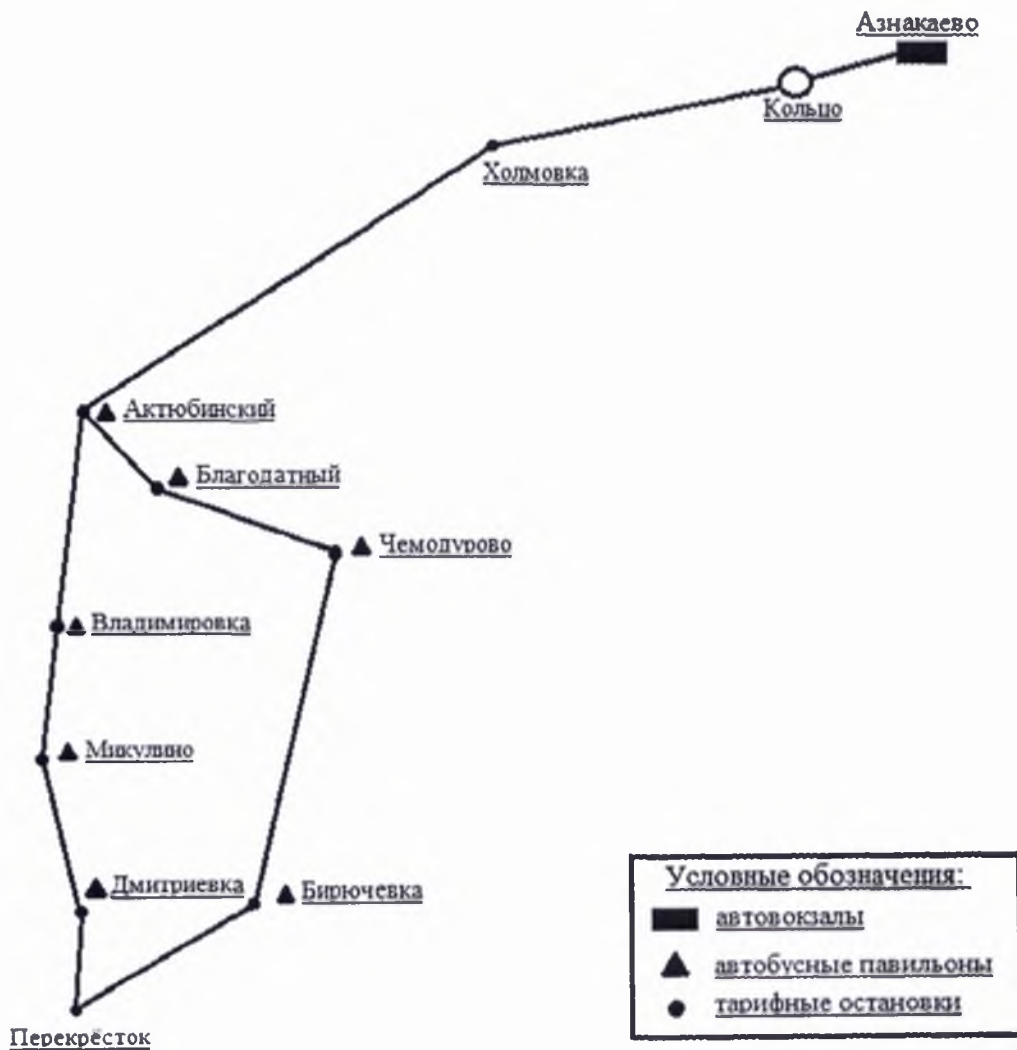 Азнакаево
Кольцо
Холмовка
Актюбинский
Благодатный
Чемодурово
Владимировка
Микулино
Дмитриевка
Бирючевка
Перекрёсток
Условные обозначения:
автовокзалы
автобусные павильоны
тарифные остановки